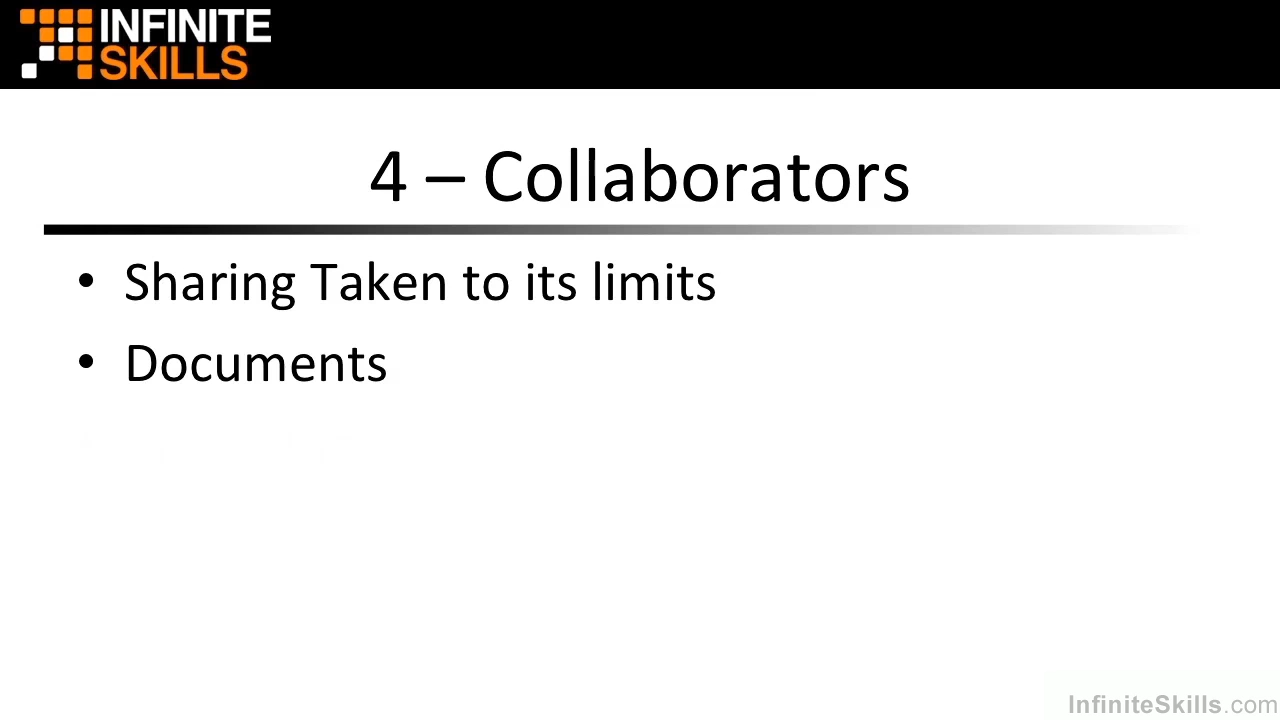 INFINITE
SKILLS
4 – Collaborators
• Sharing Taken to its limits
• Documents
InfiniteSkills.com